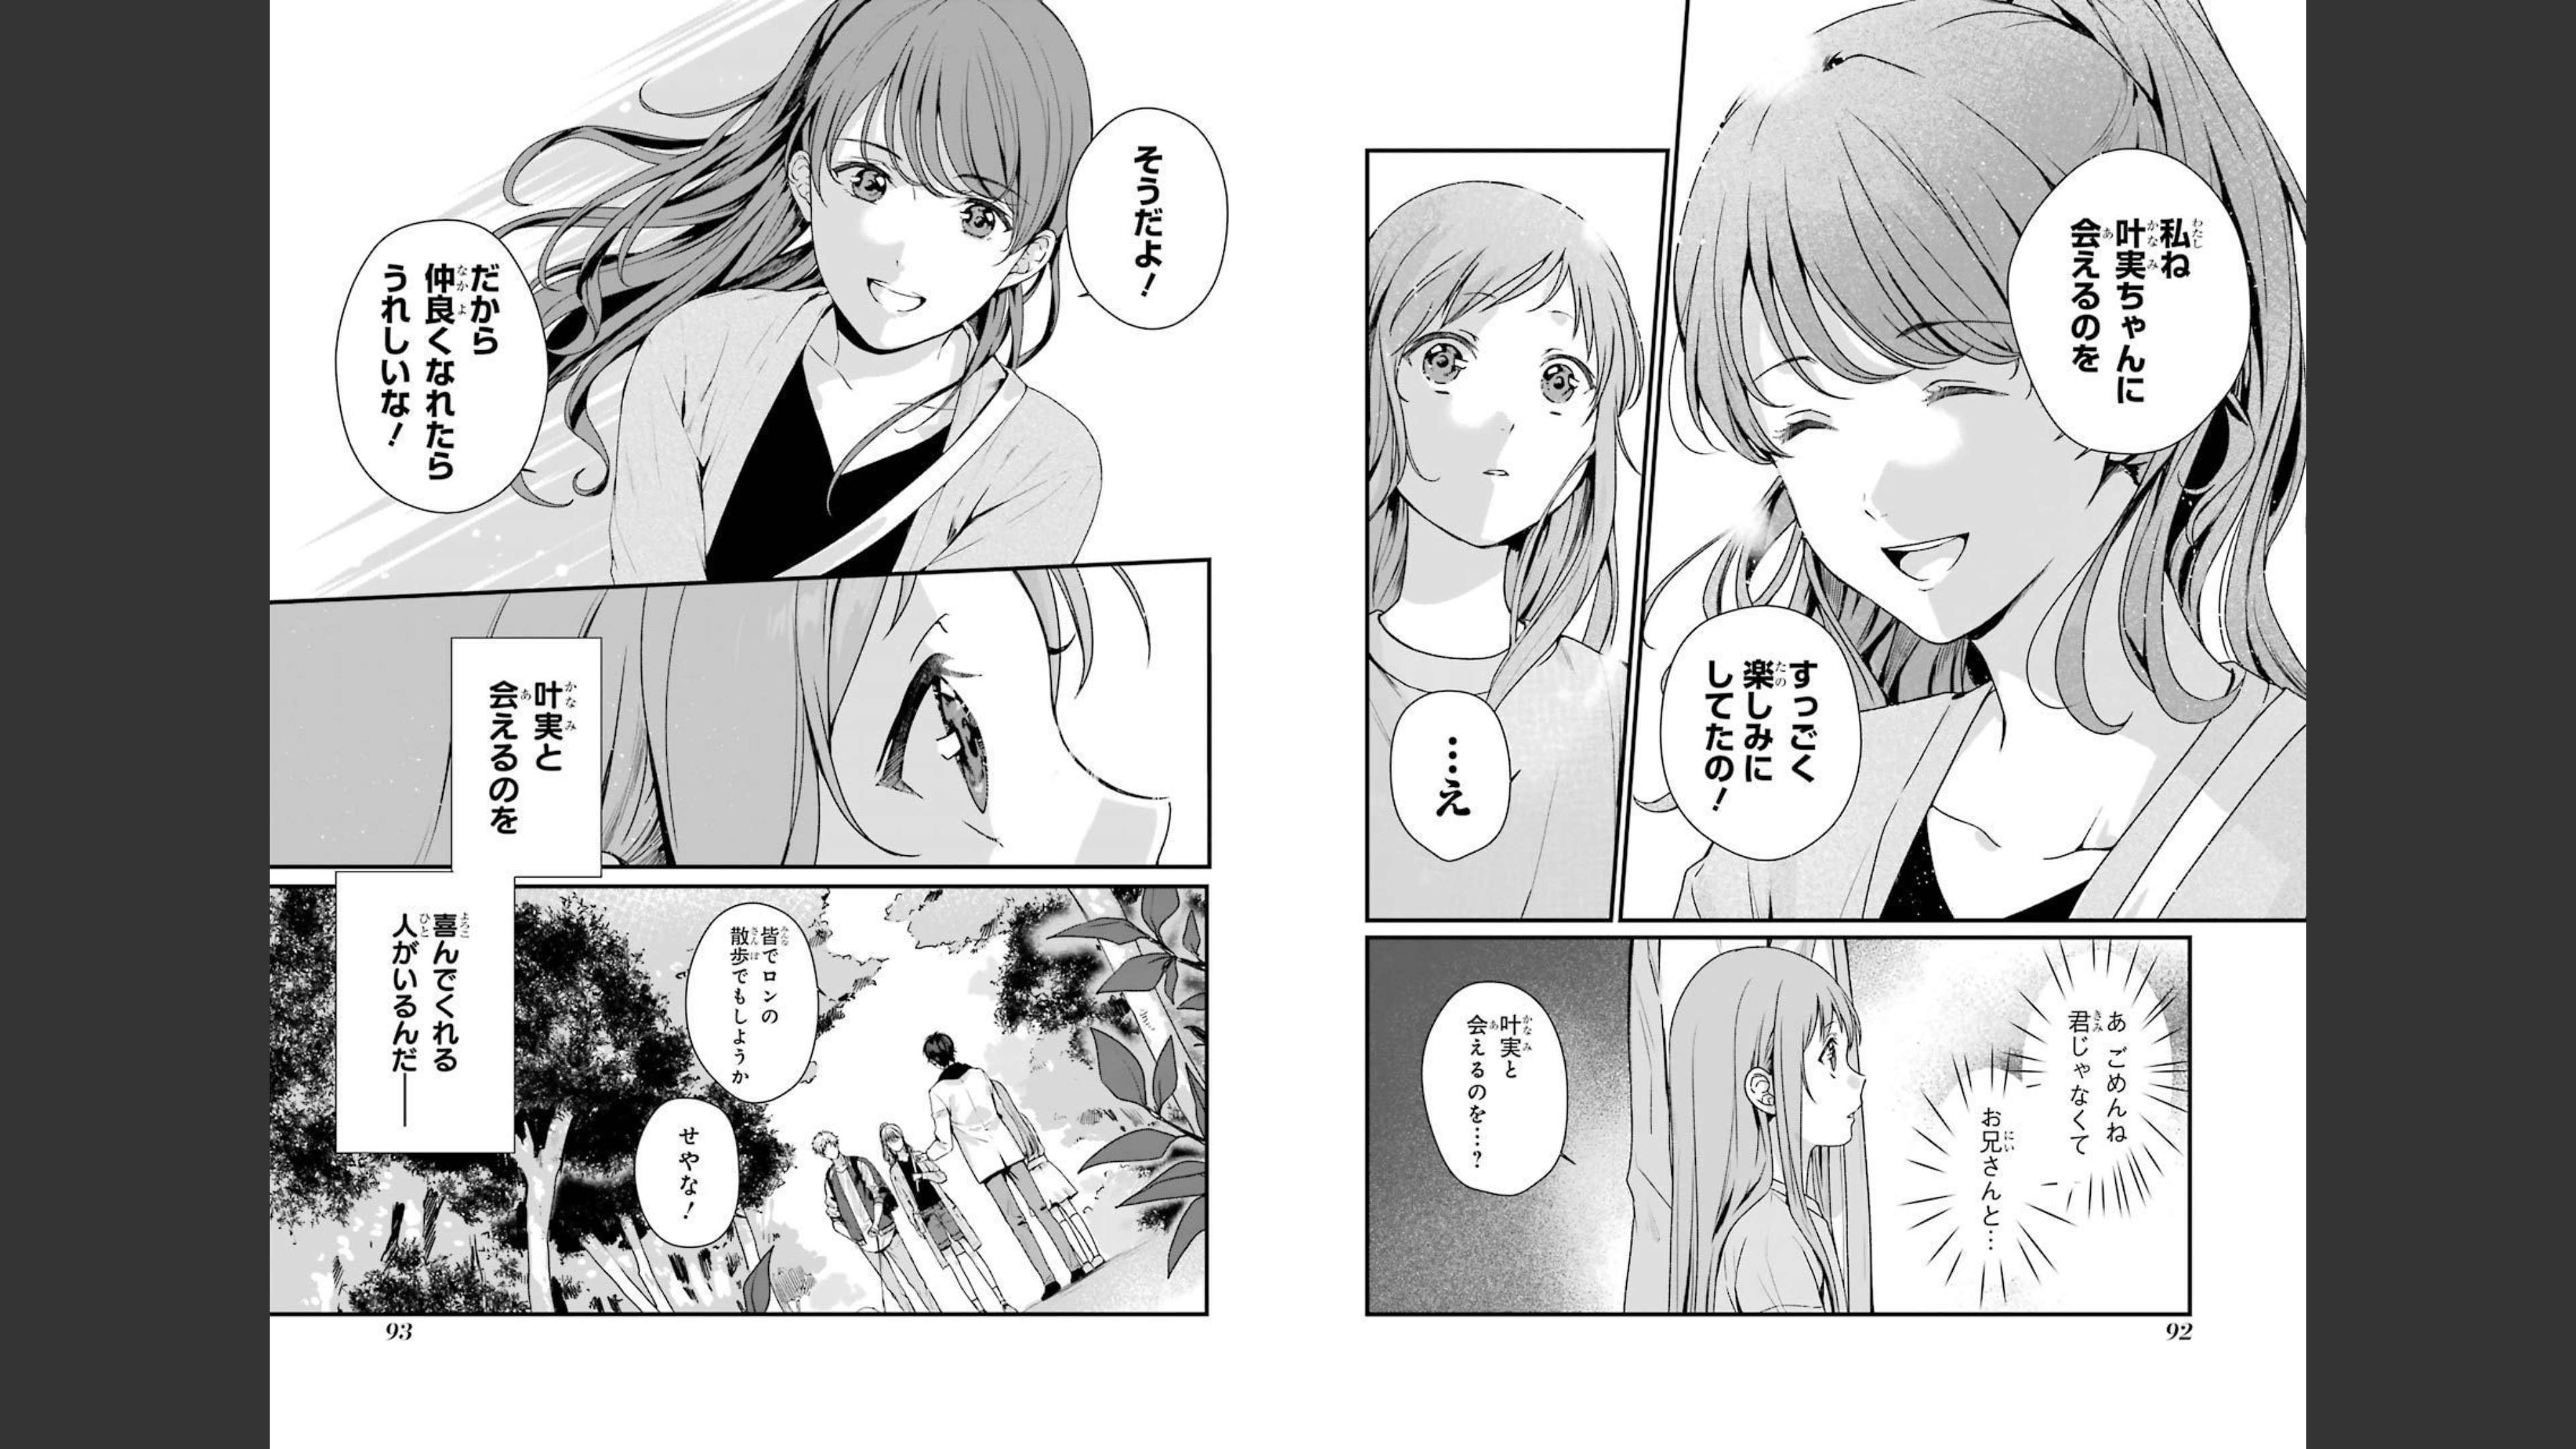 私ね
叶実ちゃんに
会えるのを
すっごく
楽しみに
してたの！
…え
あ ごめんね
君じゃなくて
お兄さんと…
叶実と
会えるのを…？
92
そうだよ！
だから
仲良くなれたら
うれしいな！
叶実と
会えるのを
喜んでくれる
人がいるんだ――
皆でロンの
散歩でもしようか
せやな！
93